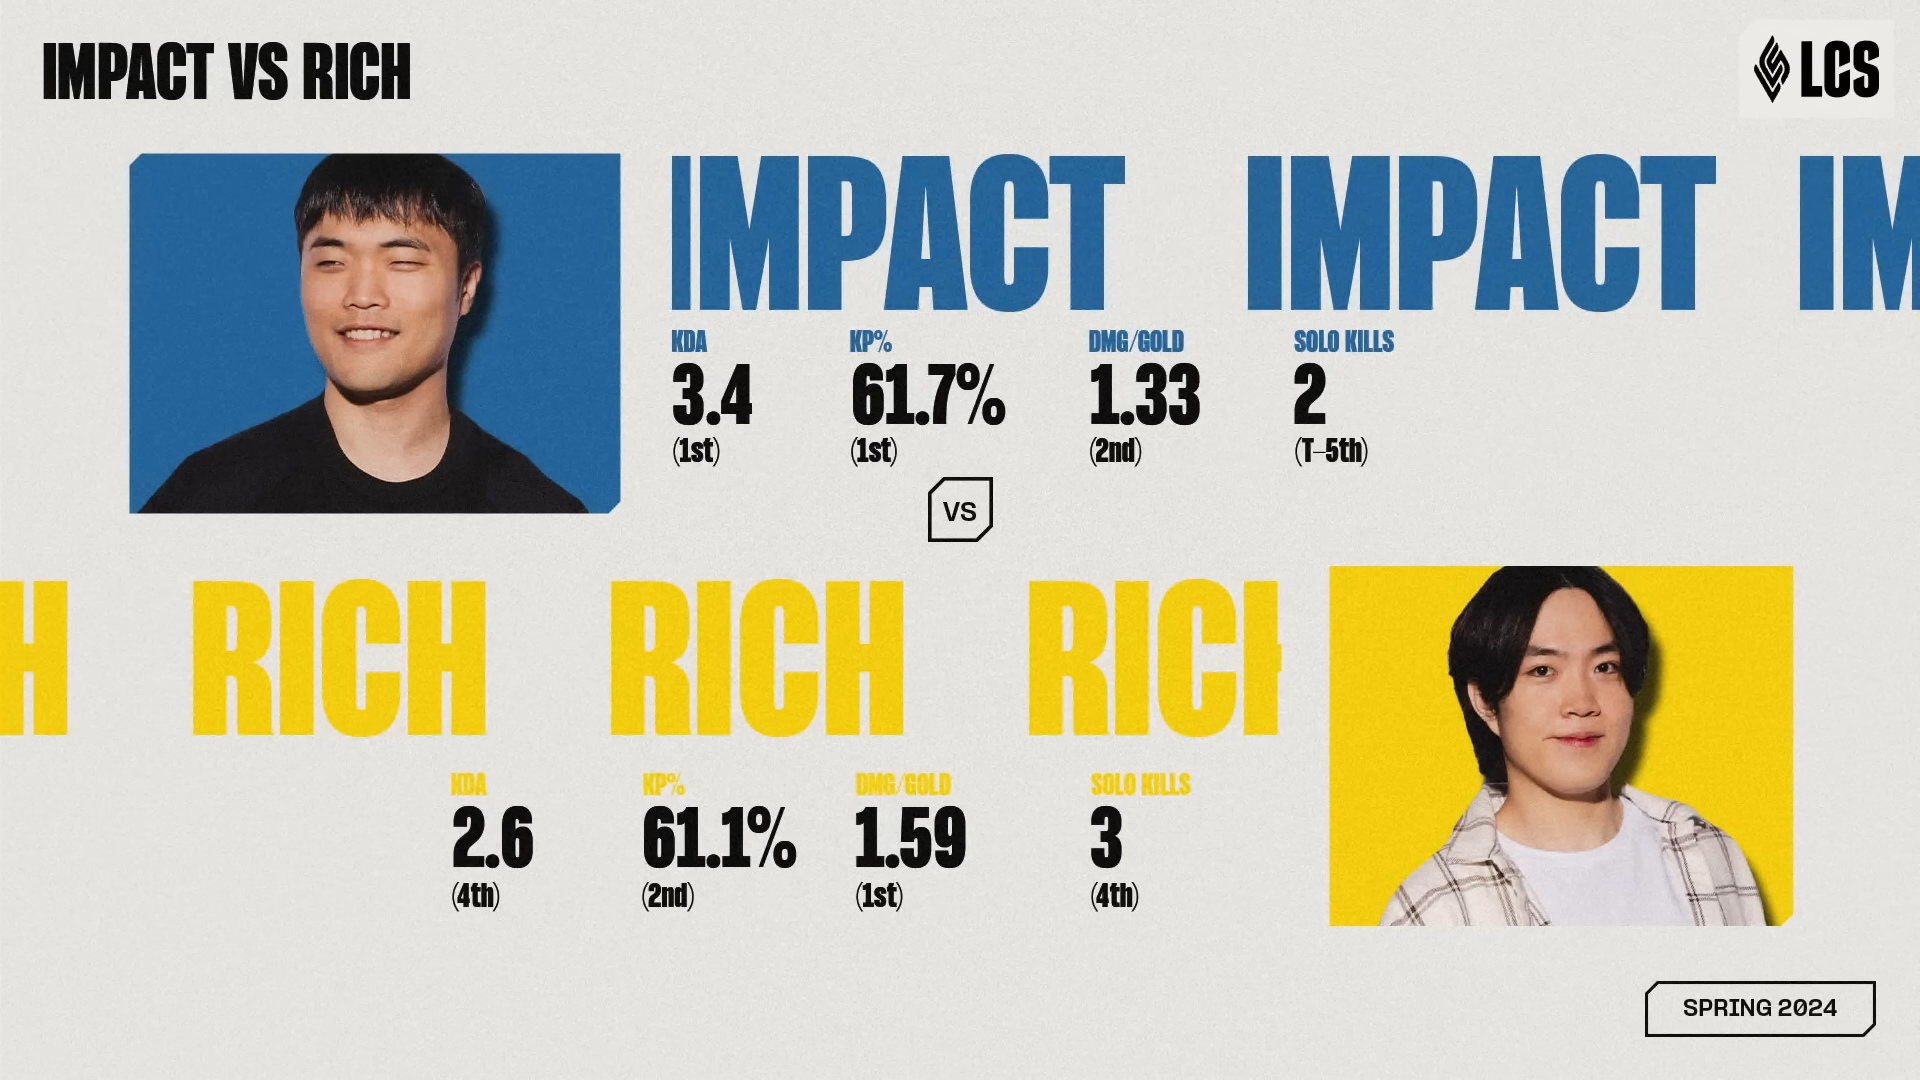 IMPACT VS RICH
LCS
IMPACT IMPACT IM
KDA KP% DMG/GOLD SOLO KILLS
3.4 61.7% 1.33 2
(1st) (1st) (2nd) (T-5th)
VS
H RICH RICH RICH
KDA KP% DMG/GOLD SOLO KILLS
2.6 61.1% 1.59 3
(4th) (2nd) (1st) (4th)
SPRING 2024